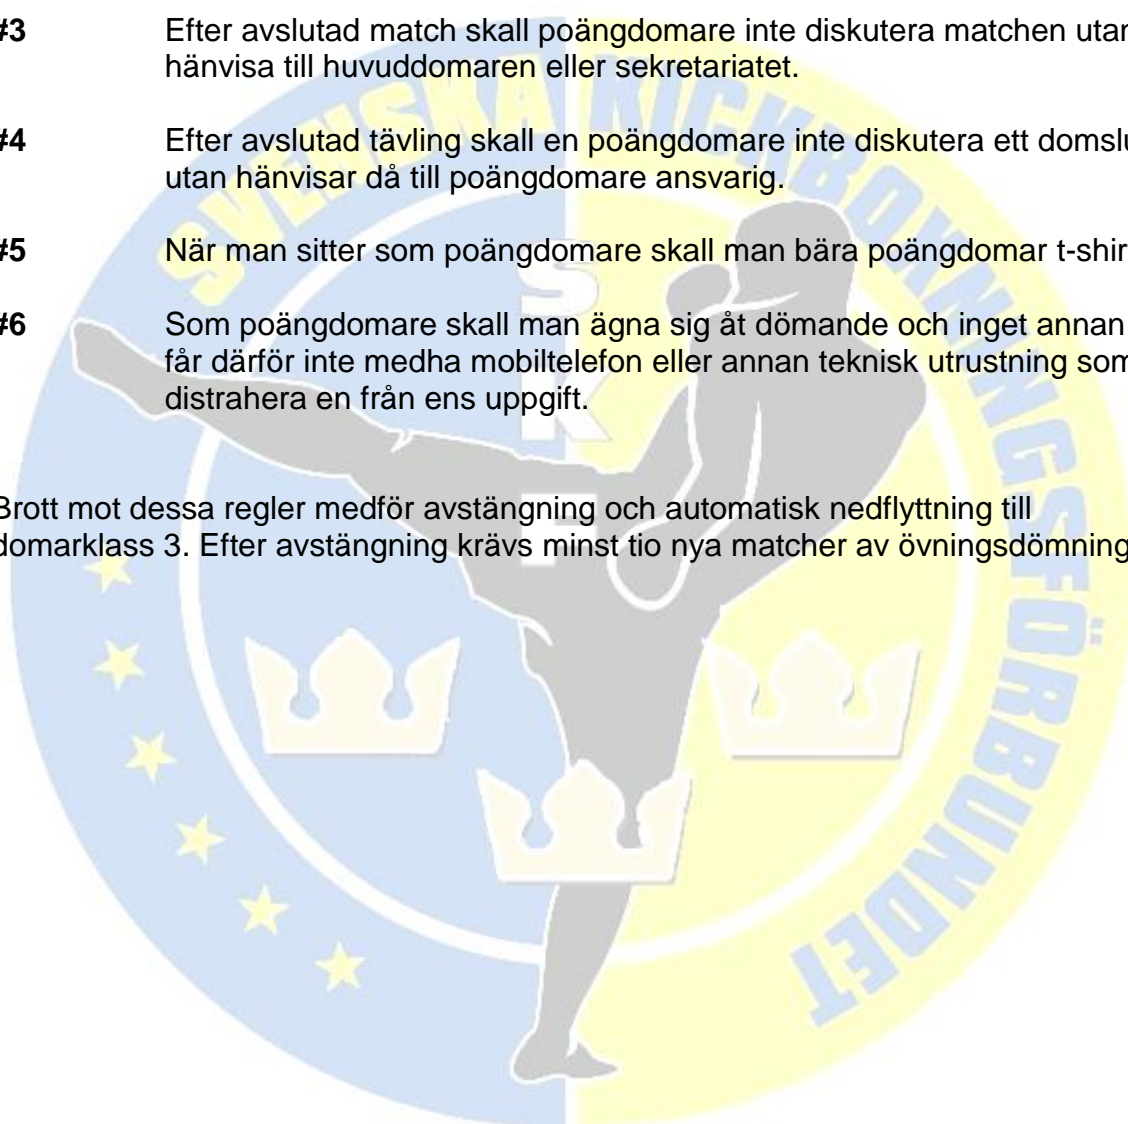 #3 Efter avslutad match skall poängdomare inte diskutera matchen utan
hänvisa till huvuddomaren eller sekretariatet.
#4 Efter avslutad tävling skall en poängdomare inte diskutera ett domslu
utan hänvisar då till poängdomare ansvarig.
#5 När man sitter som poängdomare skall man bära poängdomar t-shir
#6 Som poängdomare skall man ägna sig åt dömande och inget annan
får därför inte medha mobiltelefon eller annan teknisk utrustning som
distrahera en från ens uppgift.
Brott mot dessa regler medför avstängning och automatisk nedflyttning till
domarklass 3. Efter avstängning krävs minst tio nya matcher av övningsdömning
SVENSKA KICKBOXNINGSFÖRBUNDET
S
K
F